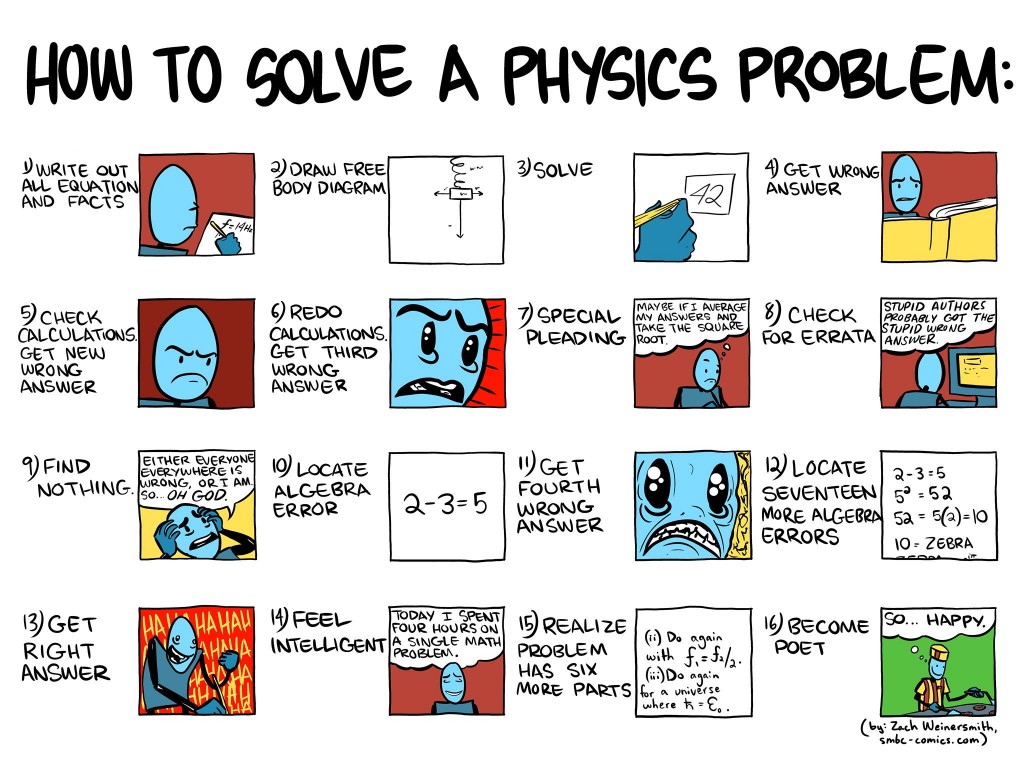 HOW TO SOLVE A PHYSICS PROBLEM:
1) WRITE OUT
ALL EQUATION
AND FACTS
f=14Hz
2) DRAW FREE
BODY DIAGRAM
3) SOLVE
42
4) GET WRONG
ANSWER
5) CHECK
CALCULATIONS.
GET NEW
WRONG
ANSWER
6) REDO
CALCULATIONS.
GET THIRD
WRONG
ANSWER
7) SPECIAL
PLEADING
MAYBE IF I AVERAGE
MY ANSWERS AND
TAKE THE SQUARE
ROOT.
8) CHECK
FOR ERRATA
STUPID AUTHORS
PROBABLY GOT THE
STUPID WRONG
ANSWER.
9) FIND
NOTHING.
EITHER EVERYONE
EVERYWHERE IS
WRONG, OR I AM.
SO... OH GOD.
10) LOCATE
ALGEBRA
ERROR
2-3=5
11) GET
FOURTH
WRONG
ANSWER
12) LOCATE
SEVENTEEN
MORE ALGEBRA
ERRORS
2-3=5
5²=52
52=5(2)=10
10=ZEBRA
13) GET
RIGHT
ANSWER
HA HA HA HAU
14) FEEL
INTELLIGENT
TODAY I SPENT
FOUR HOURS ON
A SINGLE MATH
PROBLEM.
15) REALIZE
PROBLEM
HAS SIX
MORE PARTS
(ii) Do again
with f₁=f₂/2.
(iii) Do again
for a universe
where ℏ=ε₀.
16) BECOME
POET
SO... HAPPY.
(by: Zach Weinersmith,
smbc-comics.com)